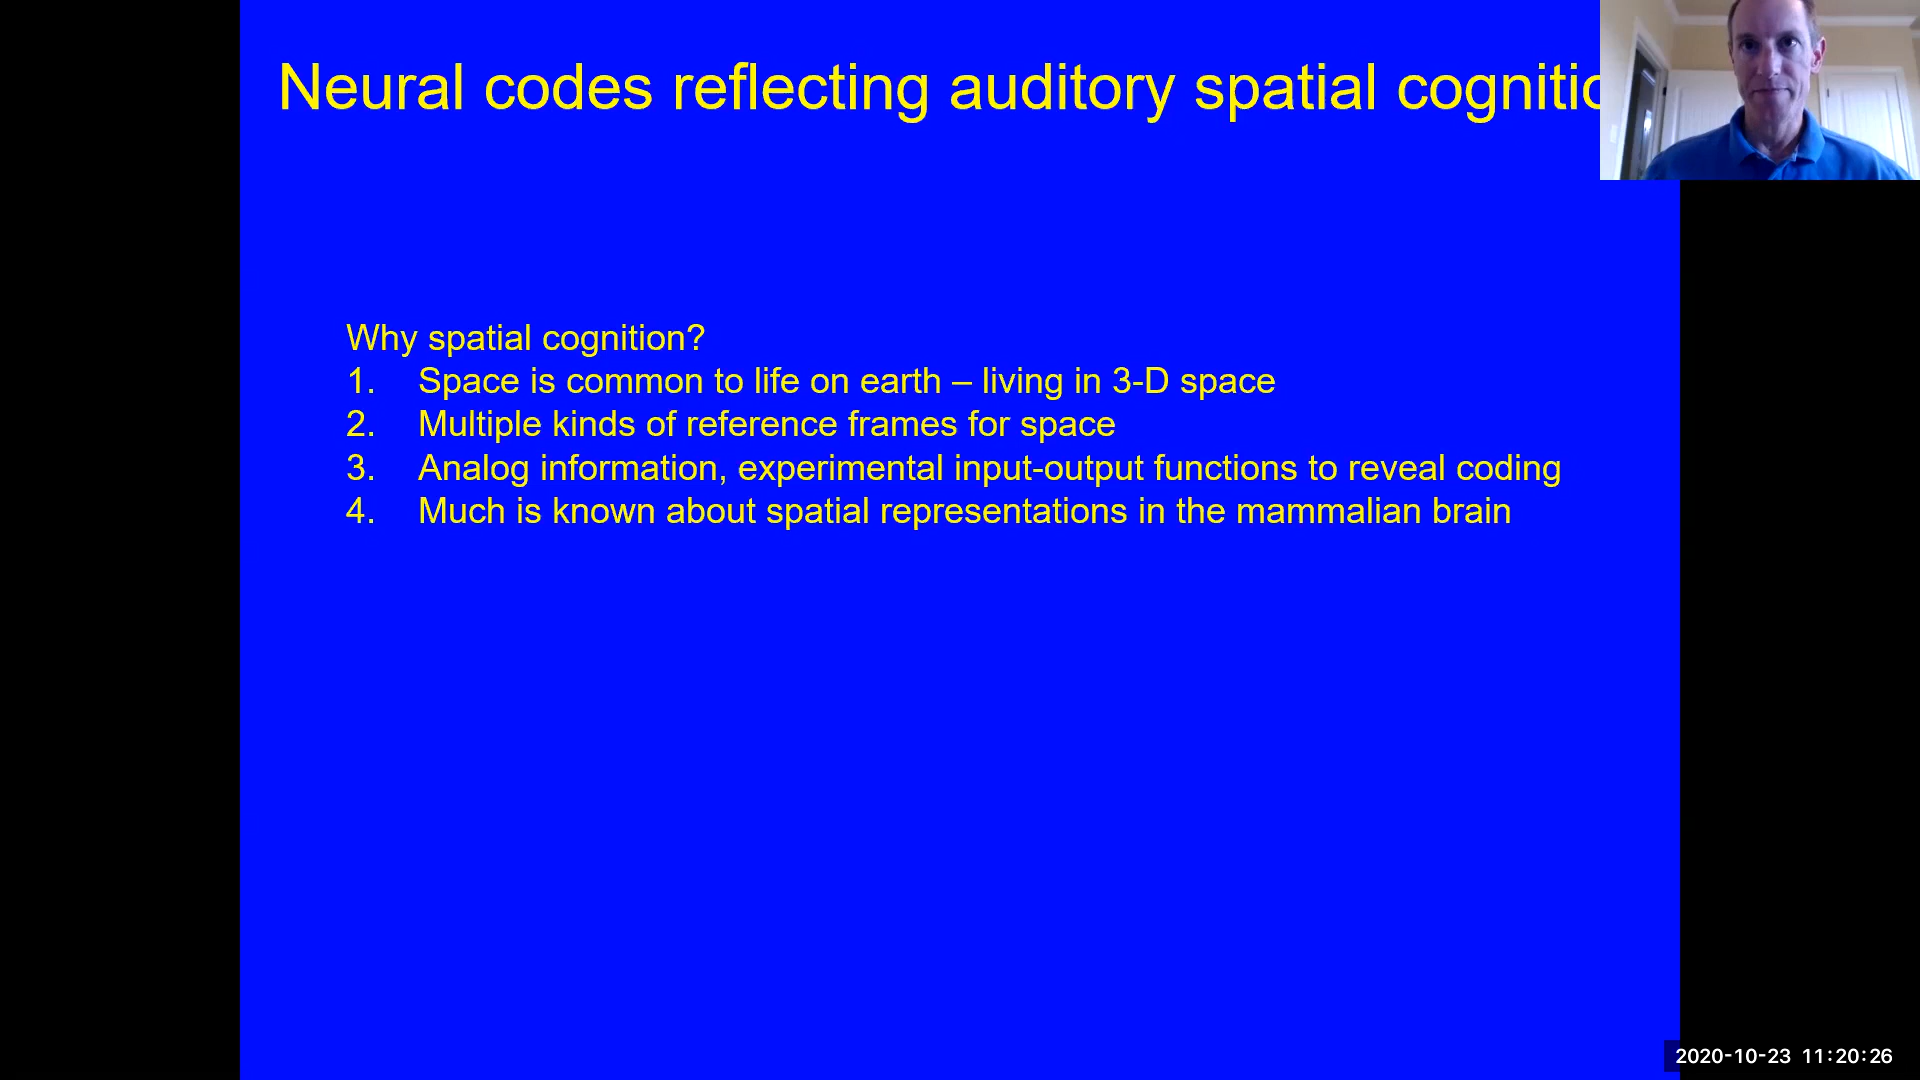 Neural codes reflecting auditory spatial
Why spatial cognition?
1. Space is common to life on earth – living in 3-D space
2. Multiple kinds of reference frames for space
3. Analog information, experimental input-output functions to reveal coding
4. Much is known about spatial representations in the mammalian brain
2020-10-23 11:20:26